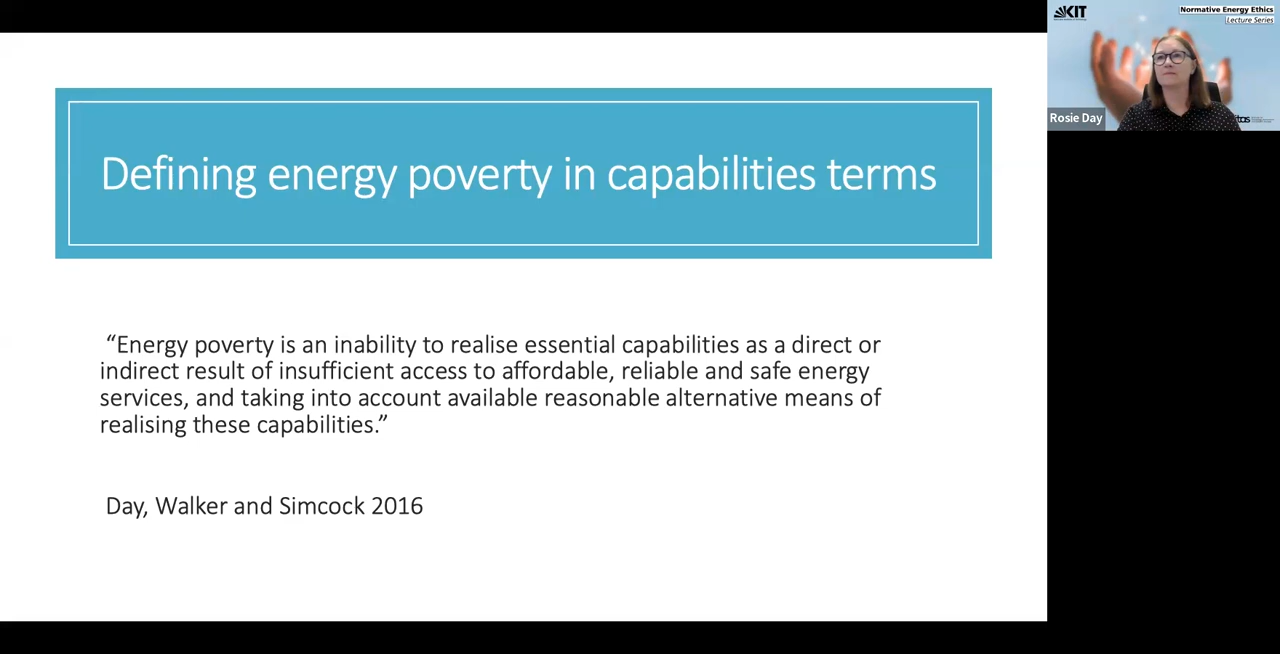 Defining energy poverty in capabilities terms
“Energy poverty is an inability to realise essential capabilities as a direct or
indirect result of insufficient access to affordable, reliable and safe energy
services, and taking into account available reasonable alternative means of
realising these capabilities.”
Day, Walker and Simcock 2016
KIT
Normative Energy Ethics
Lecture Series
Rosie Day